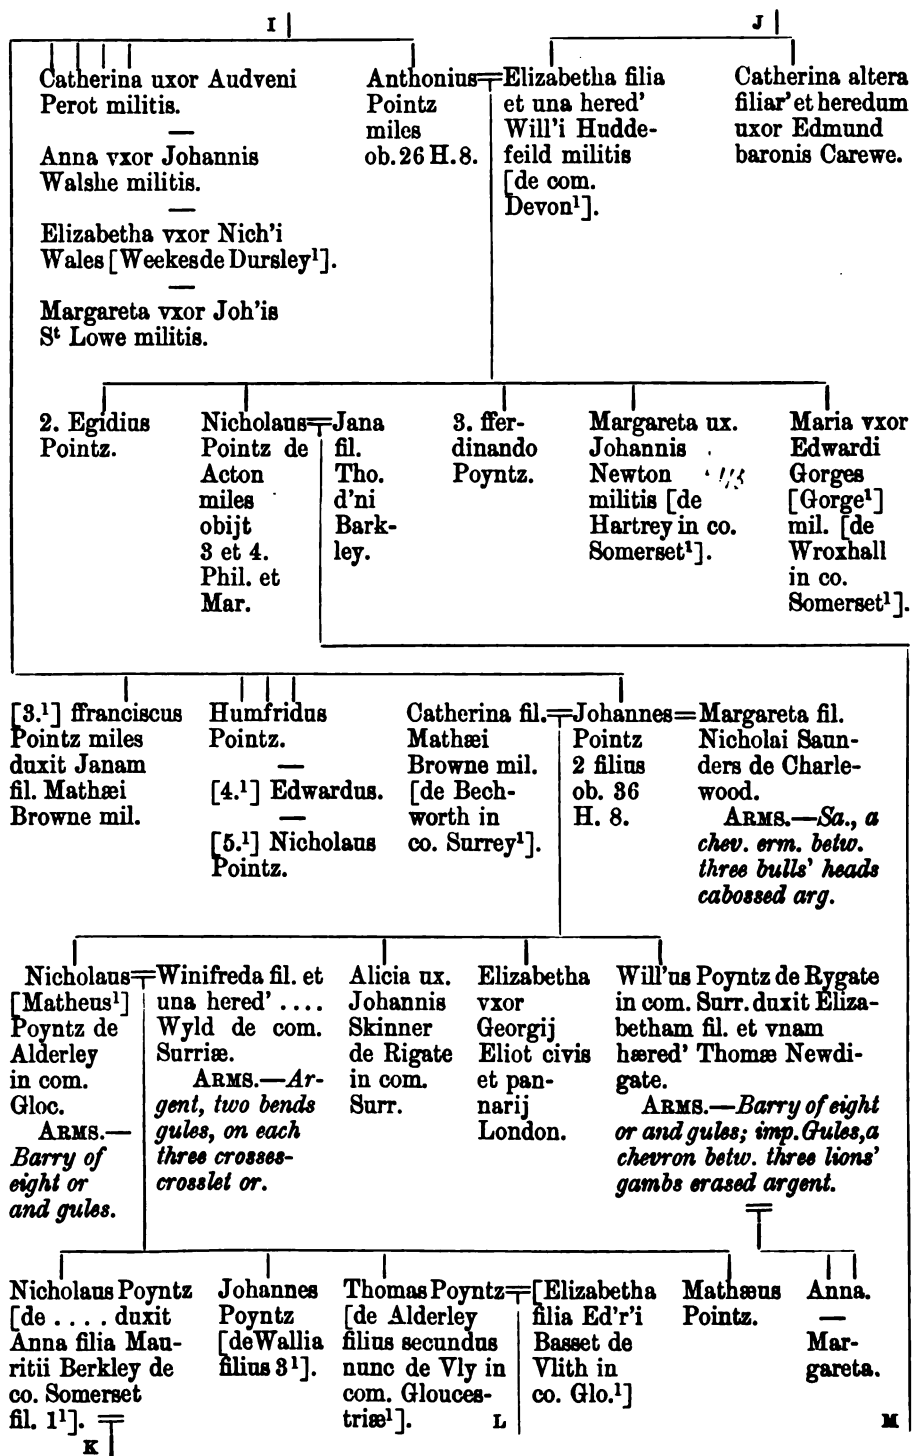 I
J
Catherina uxor Audveni
Perot militis.
—
Anna vxor Johannis
Walshe militis.
—
Elizabetha vxor Nich'i
Wales [Weekes de Dursley¹].
—
Margareta vxor Joh'is
Sᵗ Lowe militis.
Anthonius
Pointz
miles
ob. 26 H. 8.
Elizabetha filia
et una hered'
Will'i Hudde-
feild militis
[de com.
Devon¹].
Catherina altera
filiar' et heredum
uxor Edmund
baronis Carewe.
2. Egidius
Pointz.
Nicholaus
Pointz de
Acton
miles
obijt
3 et 4.
Phil. et
Mar.
Jana
fil.
Tho.
d'ni
Bark-
ley.
3. ffer-
dinando
Poyntz.
Margareta ux.
Johannis
Newton
militis [de
Hartrey in co.
Somerset¹].
Maria vxor
Edwardi
Gorges
[Gorge¹]
mil. [de
Wroxhall
in co.
Somerset¹].
[3.¹] ffranciscus
Pointz miles
duxit Janam
fil. Mathæi
Browne mil.
Humfridus
Pointz.
—
[4.¹] Edwardus.
—
[5.¹] Nicholaus
Pointz.
Catherina fil.
Mathæi
Browne mil.
[de Bech-
worth in
co. Surrey¹].
Johannes
Pointz
2 filius
ob. 36
H. 8.
Margareta fil.
Nicholai Saun-
ders de Charle-
wood.
ARMS.—Sa., a
chev. erm. betw.
three bulls' heads
cabossed arg.
Nicholaus
[Matheus¹]
Poyntz de
Alderley
in com.
Gloc.
ARMS.—
Barry of
eight or
and gules.
Winifreda fil. et
una hered' ....
Wyld de com.
Surriæ.
ARMS.—Ar-
gent, two bends
gules, on each
three crosses-
crosslet or.
Alicia ux.
Johannis
Skinner
de Rigate
in com.
Surr.
Elizabetha
vxor
Georgij
Eliot civis
et pan-
narij
London.
Will'us Poyntz de Rygate
in com. Surr. duxit Eliza-
betham fil. et vnam
hæred' Thomæ Newdi-
gate.
ARMS.—Barry of eight
or and gules; imp. Gules, a
chevron betw. three lions'
gambs erased argent.
Nicholaus Poyntz
[de .... duxit
Anna filia Mau-
ritii Berkley de
co. Somerset
fil. 1¹].
K
Johannes
Poyntz
[de Wallia
filius 3¹].
Thomas Poyntz
[de Alderley
filius secundus
nunc de Vly in
com. Glouces-
triæ¹].
L
[Elizabetha
filia Ed'r'i
Basset de
Vlith in
co. Glo.¹]
Mathæus
Pointz.
Anna.
—
Mar-
gareta.
M